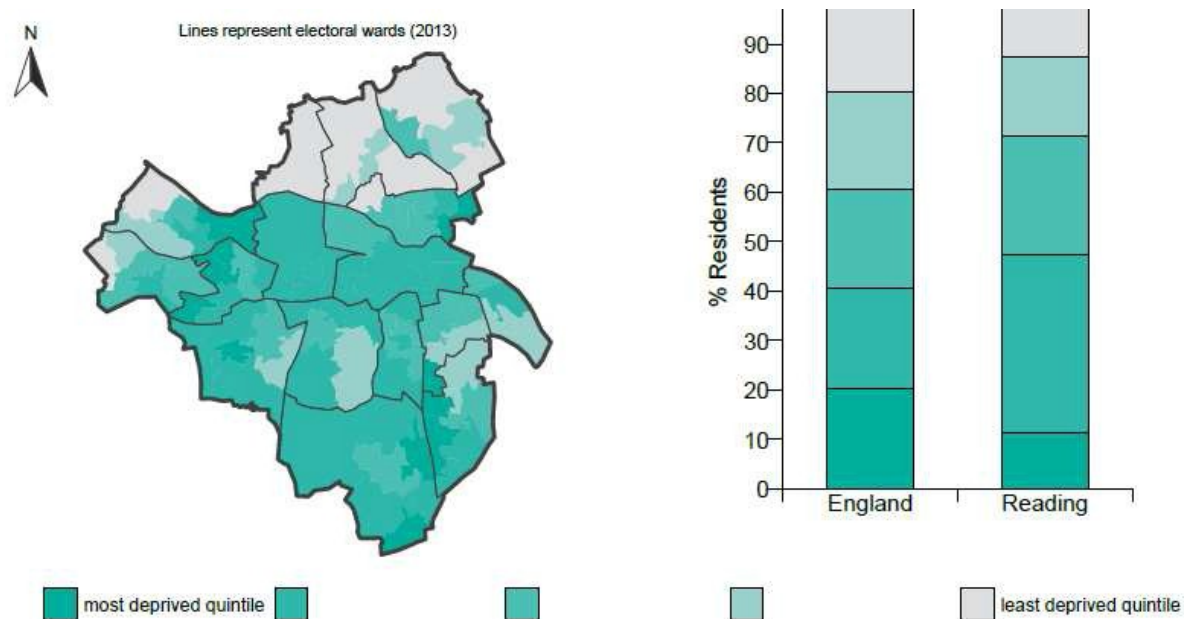 N
Lines represent electoral wards (2013)
90
80
70
60
50
40
30
20
10
0
% Residents
England
Reading
most deprived quintile
least deprived quintile